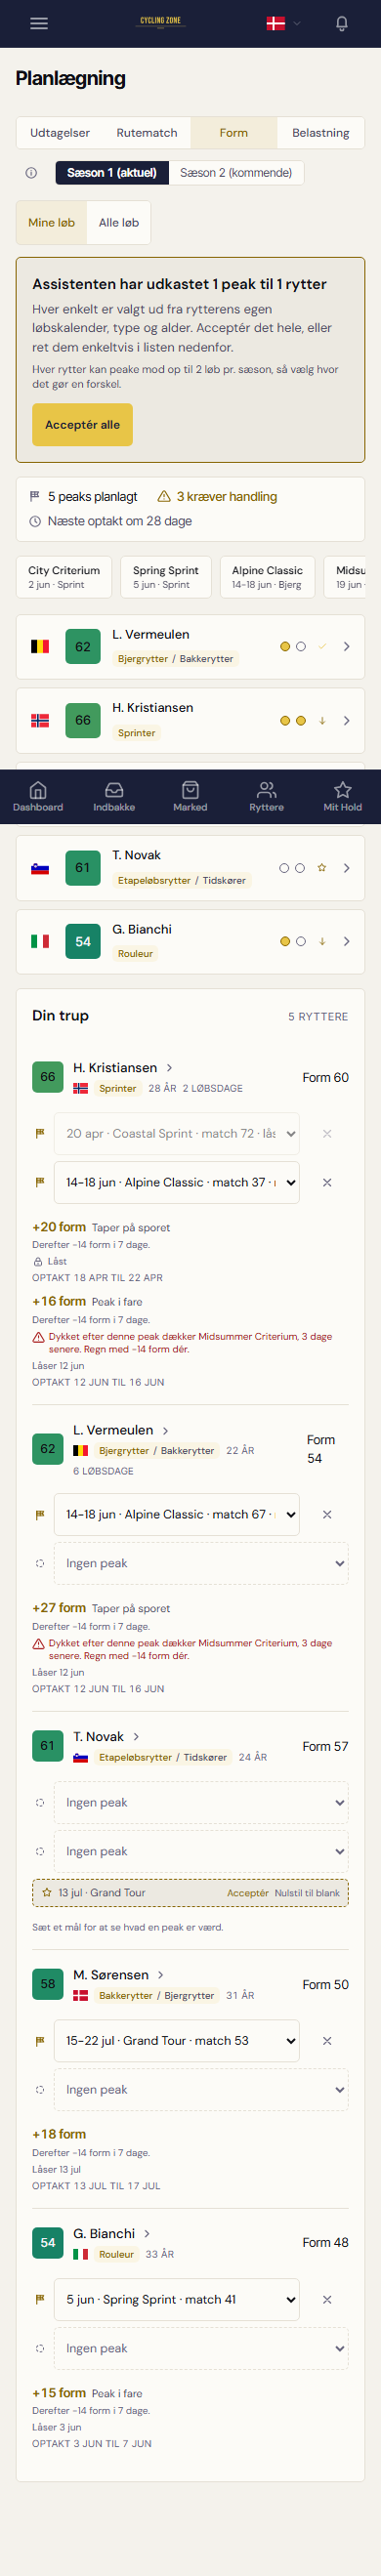 CYCLING ZONE
Planlægning
Udtagelser Rutematch Form Belastning
Sæson 1 (aktuel) Sæson 2 (kommende)
Mine løb Alle løb
Assistenten har udkastet 1 peak til 1 rytter
Hver enkelt er valgt ud fra rytterens egen
løbskalender, type og alder. Acceptér det hele, eller
ret dem enkeltvis i listen nedenfor.
Hver rytter kan peake mod op til 2 løb pr. sæson, så vælg hvor
det gør en forskel.
Acceptér alle
5 peaks planlagt 3 kræver handling
Næste optakt om 28 dage
City Criterium Spring Sprint Alpine Classic Midsu
2 jun · Sprint 5 jun · Sprint 14-18 jun · Bjerg 19 jun ·
62 L. Vermeulen
Bjergrytter / Bakkerytter
66 H. Kristiansen
Sprinter
Dashboard Indbakke Marked Ryttere Mit Hold
61 T. Novak
Etapeløbsrytter / Tidskører
54 G. Bianchi
Rouleur
Din trup 5 RYTTERE
66 H. Kristiansen Form 60
Sprinter 28 ÅR 2 LØBSDAGE
20 apr · Coastal Sprint · match 72 · lås
14-18 jun · Alpine Classic · match 37 ·
+20 form Taper på sporet
Derefter -14 form i 7 dage.
Låst
OPTAKT 18 APR TIL 22 APR
+16 form Peak i fare
Derefter -14 form i 7 dage.
Dykket efter denne peak dækker Midsummer Criterium, 3 dage
senere. Regn med -14 form dér.
Låser 12 jun
OPTAKT 12 JUN TIL 16 JUN
62 L. Vermeulen Form 54
Bjergrytter / Bakkerytter 22 ÅR
6 LØBSDAGE
14-18 jun · Alpine Classic · match 67 ·
Ingen peak
+27 form Taper på sporet
Derefter -14 form i 7 dage.
Dykket efter denne peak dækker Midsummer Criterium, 3 dage
senere. Regn med -14 form dér.
Låser 12 jun
OPTAKT 12 JUN TIL 16 JUN
61 T. Novak Form 57
Etapeløbsrytter / Tidskører 24 ÅR
Ingen peak
Ingen peak
13 jul · Grand Tour Acceptér Nulstil til blank
Sæt et mål for at se hvad en peak er værd.
58 M. Sørensen Form 50
Bakkerytter / Bjergrytter 31 ÅR
15-22 jul · Grand Tour · match 53
Ingen peak
+18 form
Derefter -14 form i 7 dage.
Låser 13 jul
OPTAKT 13 JUL TIL 17 JUL
54 G. Bianchi Form 48
Rouleur 33 ÅR
5 jun · Spring Sprint · match 41
Ingen peak
+15 form Peak i fare
Derefter -14 form i 7 dage.
Låser 3 jun
OPTAKT 3 JUN TIL 7 JUN